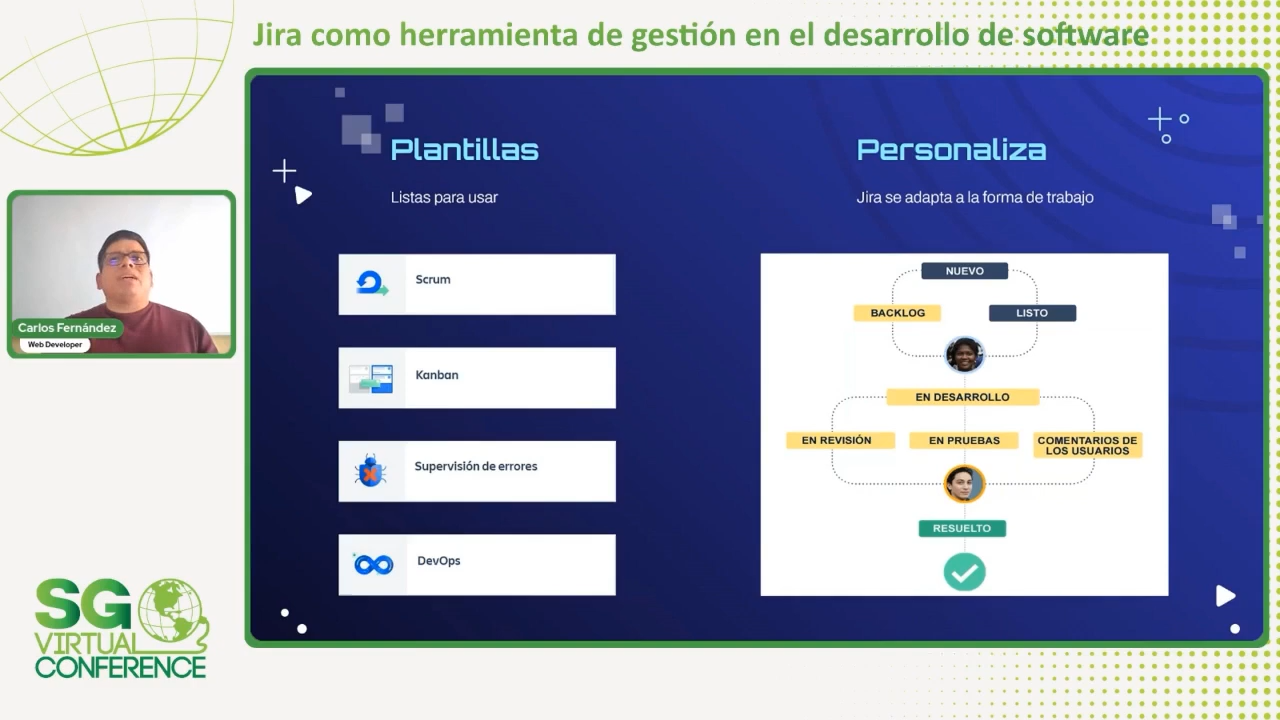 Jira como herramienta de gestión en el desarrollo de software
Plantillas
Listas para usar
Scrum
Kanban
Supervisión de errores
DevOps
Personaliza
Jira se adapta a la forma de trabajo
NUEVO
BACKLOG
LISTO
EN DESARROLLO
EN REVISIÓN
EN PRUEBAS
COMENTARIOS DE
LOS USUARIOS
RESUELTO
Carlos Fernández
Web Developer
SG
VIRTUAL
CONFERENCE